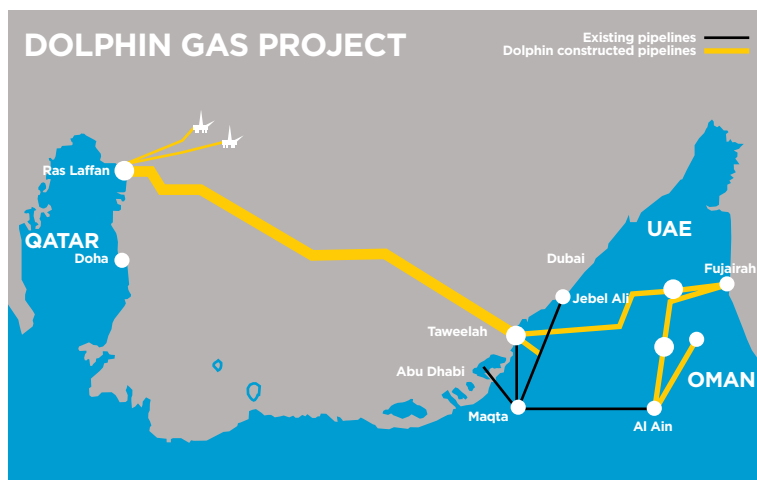 DOLPHIN GAS PROJECT
Existing pipelines
Dolphin constructed pipelines
Ras Laffan
QATAR
Doha
UAE
Dubai
Fujairah
Jebel Ali
Taweelah
Abu Dhabi
OMAN
Maqta
Al Ain